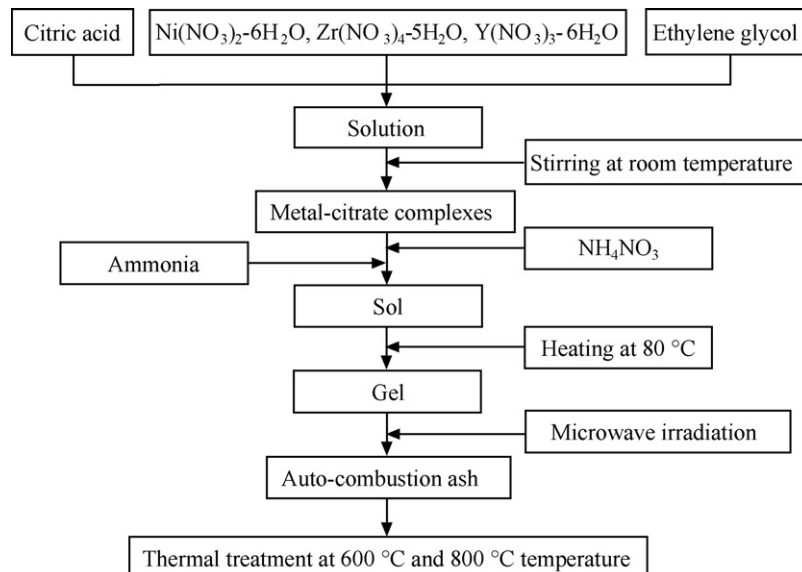 Citric acid
Ni(NO₃)₂-6H₂O, Zr(NO₃)₄-5H₂O, Y(NO₃)₃-6H₂O
Ethylene glycol
Solution
Stirring at room temperature
Metal-citrate complexes
NH₄NO₃
Ammonia
Sol
Heating at 80 °C
Gel
Microwave irradiation
Auto-combustion ash
Thermal treatment at 600 °C and 800 °C temperature